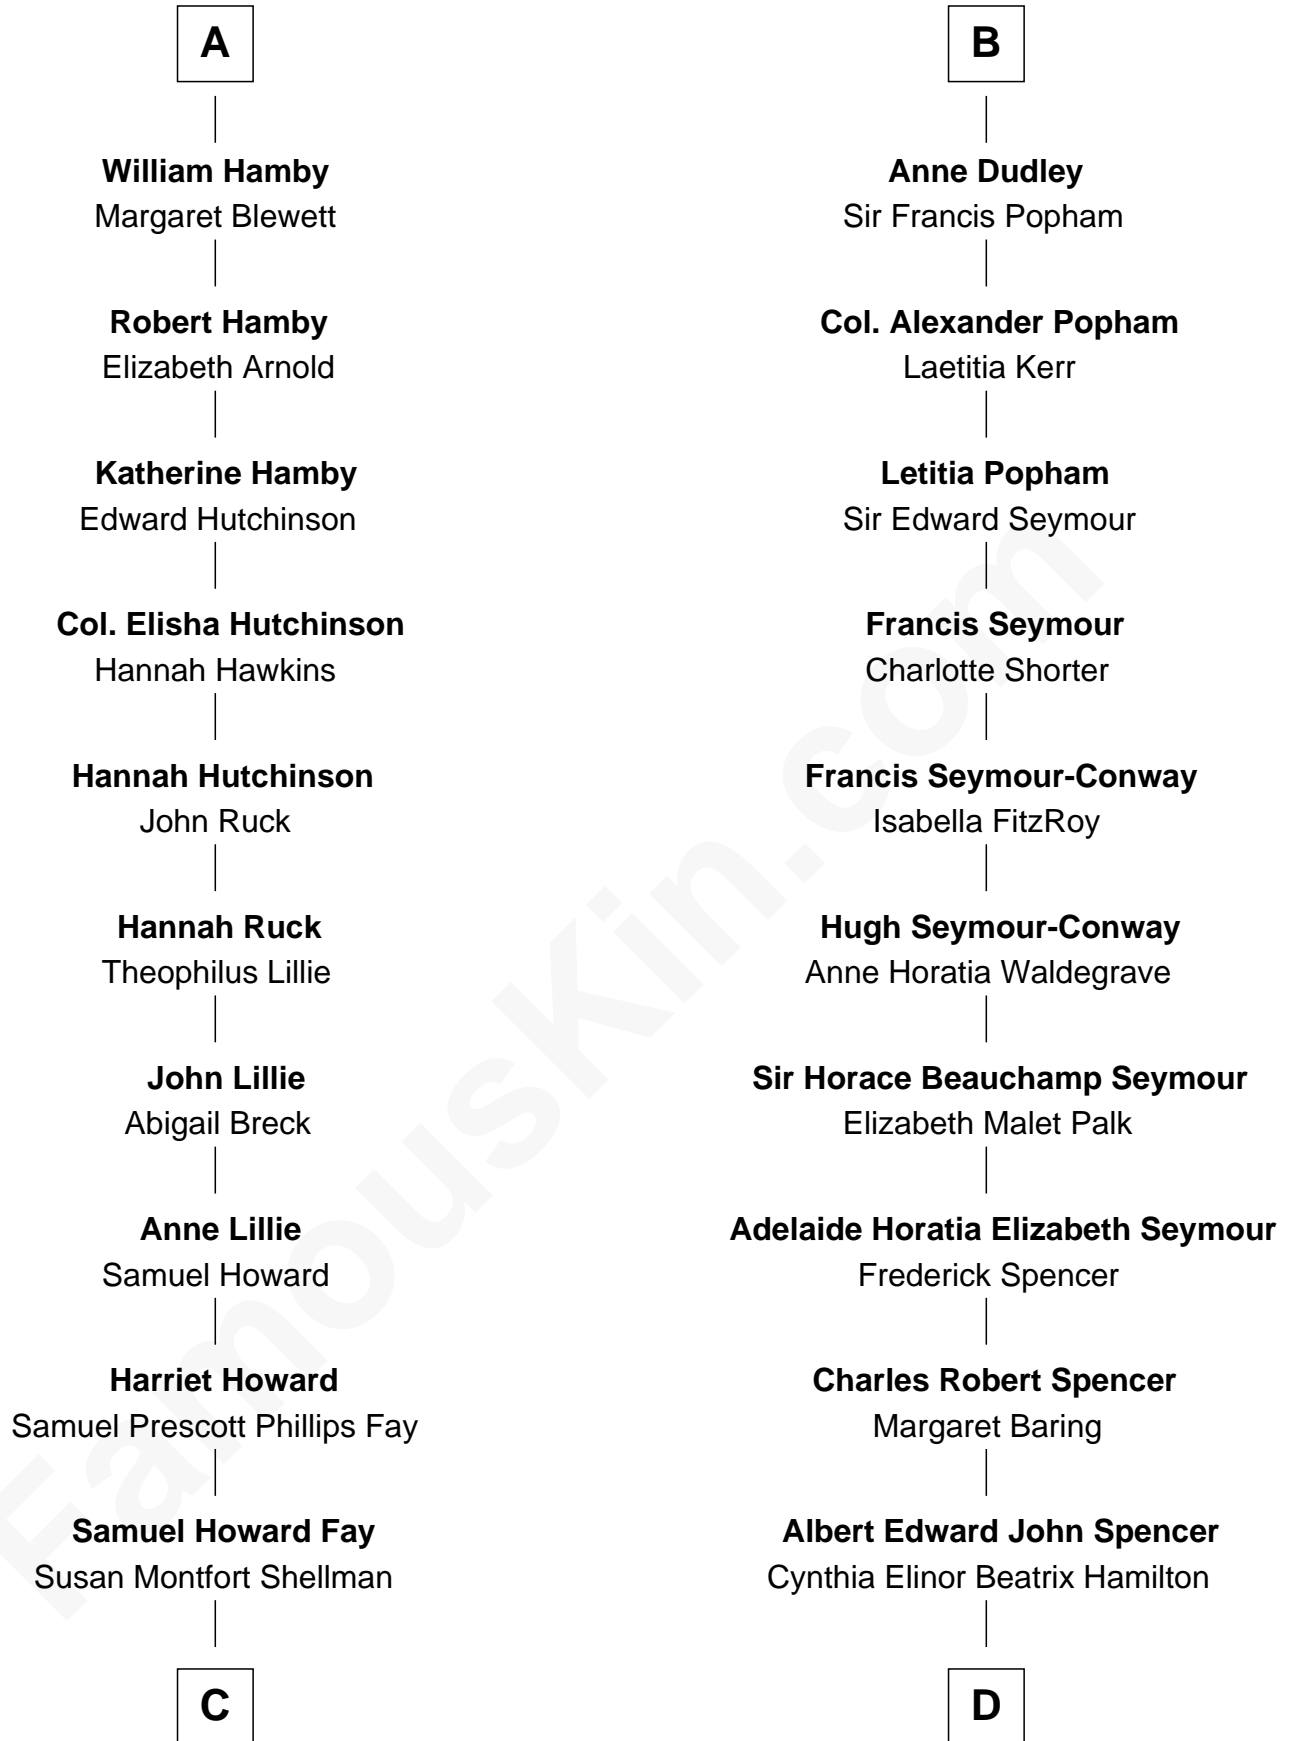 A
William Hamby
Margaret Blewett
Robert Hamby
Elizabeth Arnold
Katherine Hamby
Edward Hutchinson
Col. Elisha Hutchinson
Hannah Hawkins
Hannah Hutchinson
John Ruck
Hannah Ruck
Theophilus Lillie
John Lillie
Abigail Breck
Anne Lillie
Samuel Howard
Harriet Howard
Samuel Prescott Phillips Fay
Samuel Howard Fay
Susan Montfort Shellman
C
B
Anne Dudley
Sir Francis Popham
Col. Alexander Popham
Laetitia Kerr
Letitia Popham
Sir Edward Seymour
Francis Seymour
Charlotte Shorter
Francis Seymour-Conway
Isabella FitzRoy
Hugh Seymour-Conway
Anne Horatia Waldegrave
Sir Horace Beauchamp Seymour
Elizabeth Malet Palk
Adelaide Horatia Elizabeth Seymour
Frederick Spencer
Charles Robert Spencer
Margaret Baring
Albert Edward John Spencer
Cynthia Elinor Beatrix Hamilton
D
FamousKin.com